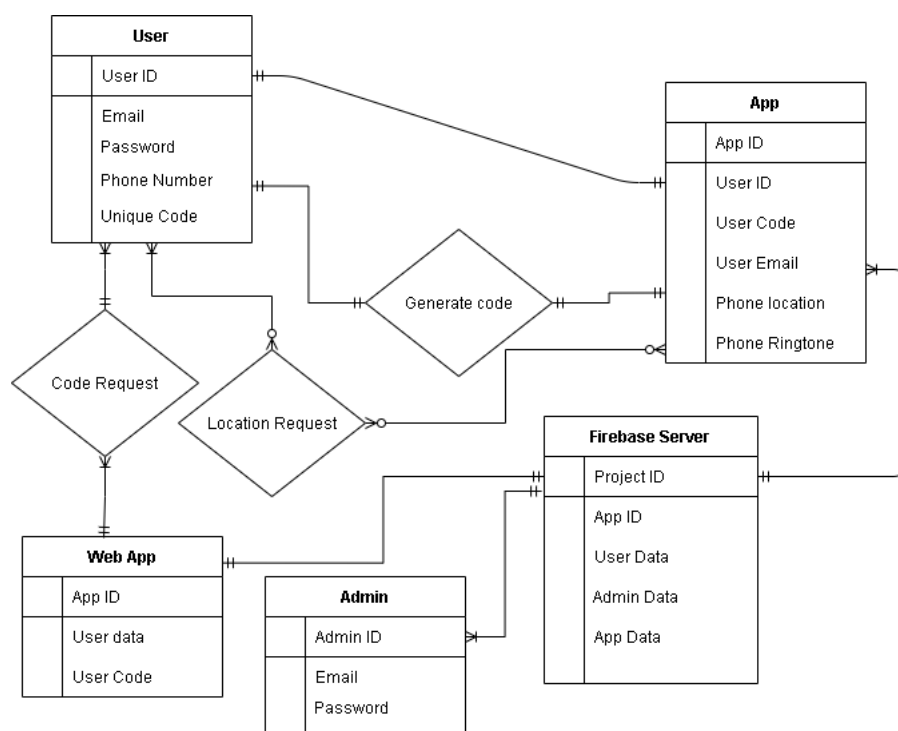 User
User ID
Email
Password
Phone Number
Unique Code
App
App ID
User ID
User Code
User Email
Phone location
Phone Ringtone
Generate code
Code Request
Location Request
Firebase Server
Project ID
App ID
User Data
Admin Data
App Data
Web App
App ID
User data
User Code
Admin
Admin ID
Email
Password